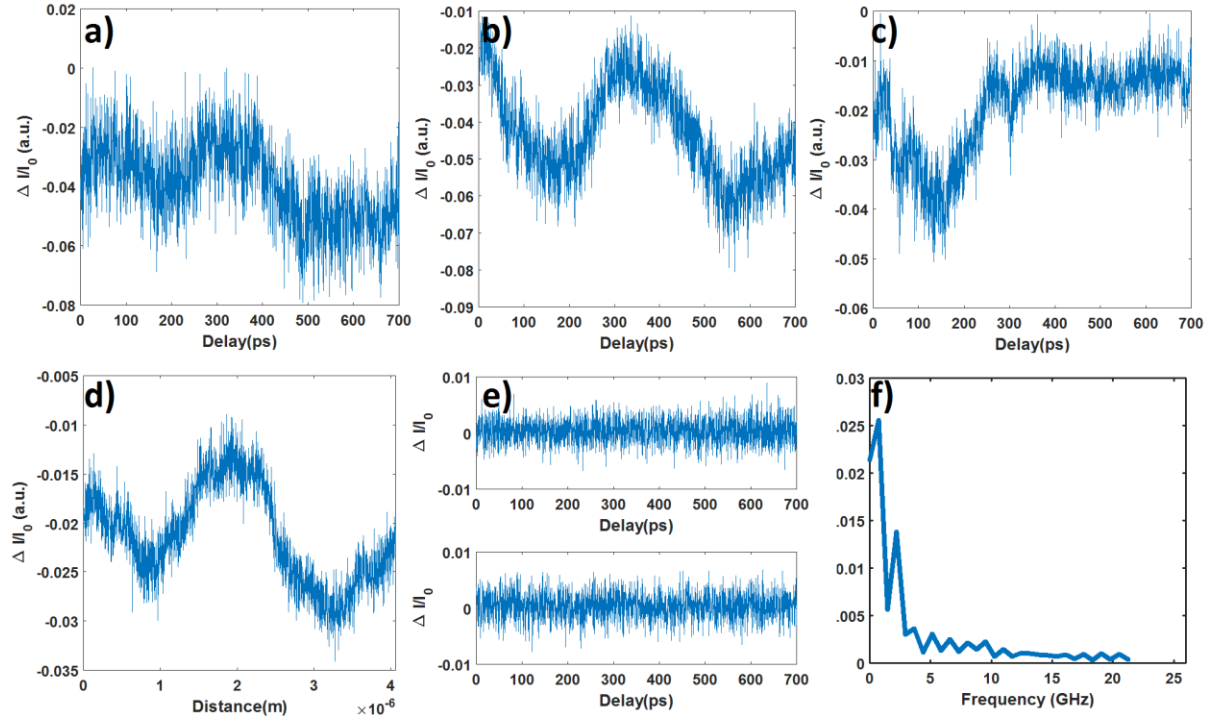 a)
0.02
0
-0.02
-0.04
-0.06
-0.08
Δ I/I0 (a.u.)
0 100 200 300 400 500 600 700
Delay(ps)
b)
-0.01
-0.02
-0.03
-0.04
-0.05
-0.06
-0.07
-0.08
-0.09
Δ I/I0 (a.u.)
0 100 200 300 400 500 600 700
Delay(ps)
c)
0
-0.01
-0.02
-0.03
-0.04
-0.05
-0.06
Δ I/I0 (a.u.)
0 100 200 300 400 500 600 700
Delay(ps)
d)
-0.005
-0.01
-0.015
-0.02
-0.025
-0.03
-0.035
Δ I/I0 (a.u.)
0 1 2 3 4
Distance(m) ×10-6
e)
0.01
0
-0.01
Δ I/I0
0 100 200 300 400 500 600 700
Delay(ps)
0.01
0
-0.01
Δ I/I0
0 100 200 300 400 500 600 700
Delay(ps)
f)
0.03
.025
0.02
.015
0.01
.005
0
0 5 10 15 20 25
Frequency (GHz)